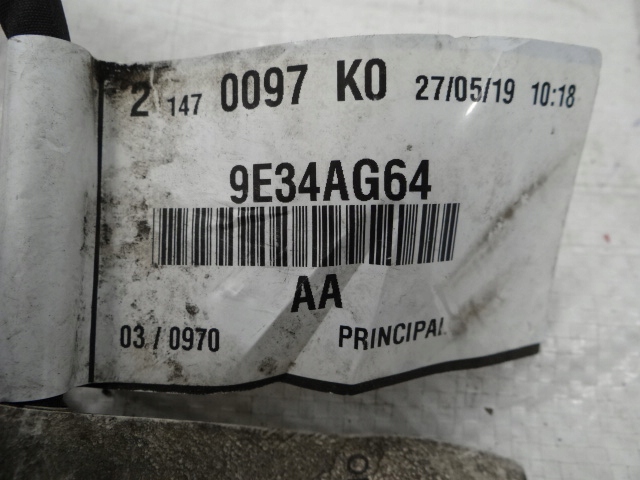 2 147 0097 K0 27/05/19 10:18
9E34AG64
AA
03 / 0970 PRINCIPAL